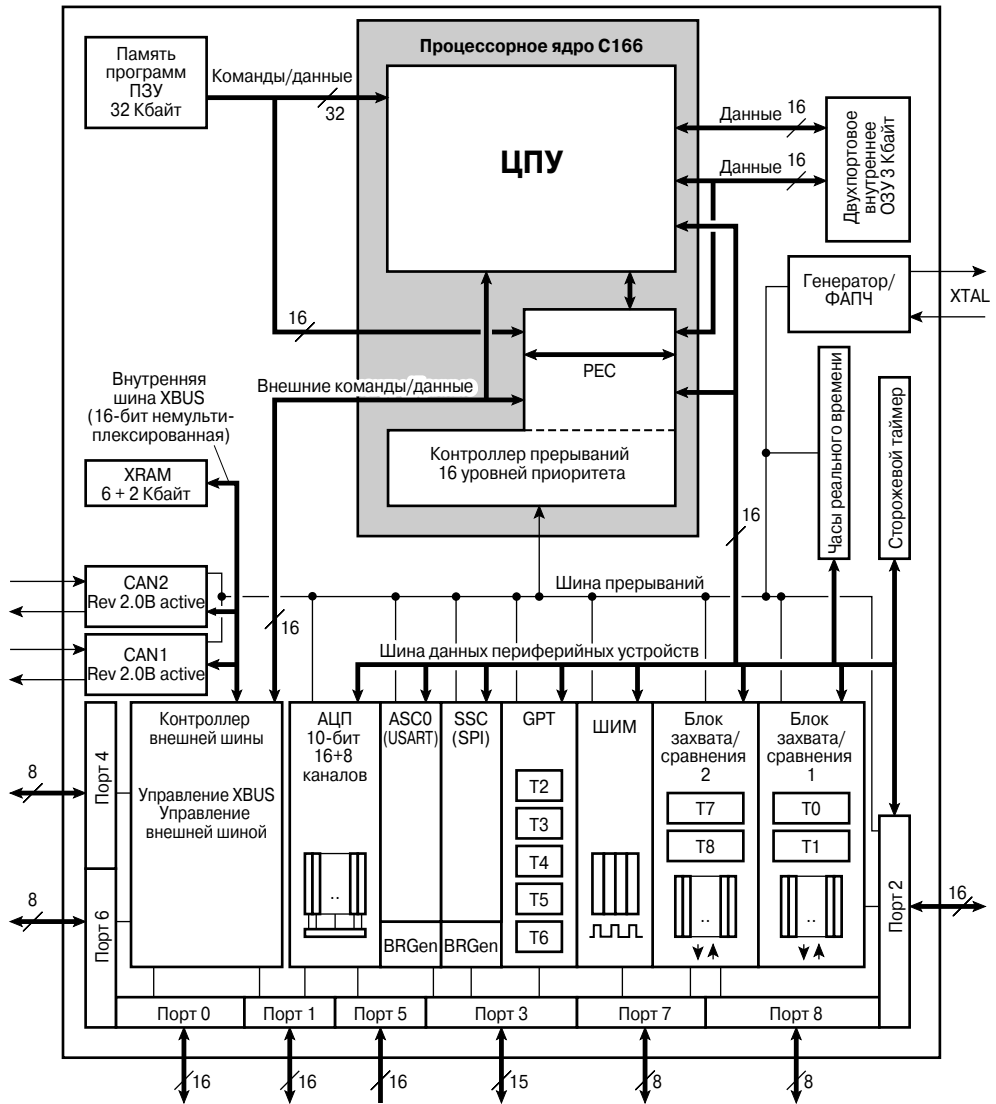 Процессорное ядро C166
Память
программ
ПЗУ
32 Кбайт
Команды/данные
32
ЦПУ
Данные
16
Данные
16
Двухпортовое
внутреннее
ОЗУ 3 Кбайт
Генератор/
ФАПЧ
XTAL
16
PEC
Внешние команды/данные
Внутренняя
шина XBUS
(16-бит немульти-
плексированная)
Контроллер прерываний
16 уровней приоритета
XRAM
6 + 2 Кбайт
16
Часы реального времени
Сторожевой таймер
CAN2
Rev 2.0B active
Шина прерываний
16
CAN1
Rev 2.0B active
Шина данных периферийных устройств
Контроллер
внешней шины
Управление XBUS
Управление
внешней шиной
АЦП
10-бит
16+8
каналов
..
ASC0
(USART)
BRGen
SSC
(SPI)
BRGen
GPT
T2
T3
T4
T5
T6
ШИМ
Блок
захвата/
сравнения
2
T7
T8
..
Блок
захвата/
сравнения
1
T0
T1
..
Порт 4
8
Порт 6
8
Порт 2
16
Порт 0
Порт 1
Порт 5
Порт 3
Порт 7
Порт 8
16
16
16
15
8
8